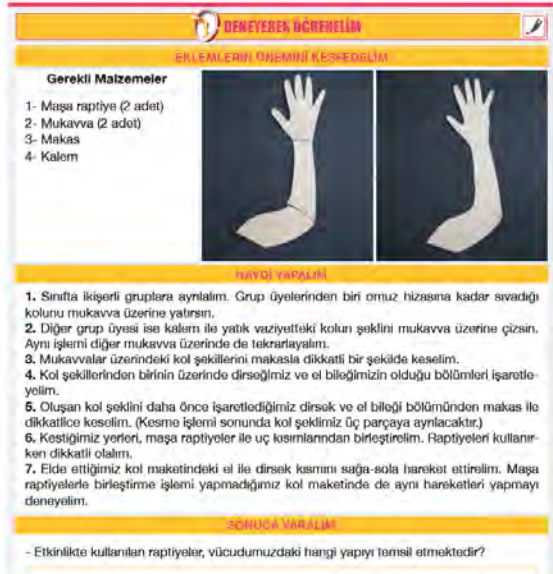 DENEYEREK ÖĞRENELİM
EKLEMLERİN ÖNEMİNİ KEŞFEDELİM
Gerekli Malzemeler
1- Maşa raptiye (2 adet)
2- Mukavva (2 adet)
3- Makas
4- Kalem
HAYDİ YAPALIM
1. Sınıfta ikişerli gruplara ayrılalım. Grup üyelerinden biri omuz hizasına kadar sıvadığı
kolunu mukavva üzerine yatırsın.
2. Diğer grup üyesi ise kalem ile yatık vaziyetteki kolun şeklini mukavva üzerine çizsin.
Aynı işlemi diğer mukavva üzerinde de tekrarlayalım.
3. Mukavvalar üzerindeki kol şekillerini makasla dikkatli bir şekilde keselim.
4. Kol şekillerinden birinin üzerinde dirseğimiz ve el bileğimizin olduğu bölümleri işaretle-
yelim.
5. Oluşan kol şeklini daha önce işaretlediğimiz dirsek ve el bileği bölümünden makas ile
dikkatlice keselim. (Kesme işlemi sonunda kol şeklimiz üç parçaya ayrılacaktır.)
6. Kestiğimiz yerleri, maşa raptiyeler ile uç kısımlarından birleştirelim. Raptiyeleri kullanır-
ken dikkatli olalım.
7. Elde ettiğimiz kol maketindeki el ile dirsek kısmını sağa-sola hareket ettirelim. Maşa
raptiyelerle birleştirme işlemi yapmadığımız kol maketinde de aynı hareketleri yapmayı
deneyelim.
SONUCA VARALIM
- Etkinlikte kullanılan raptiyeler, vücudumuzdaki hangi yapıyı temsil etmektedir?